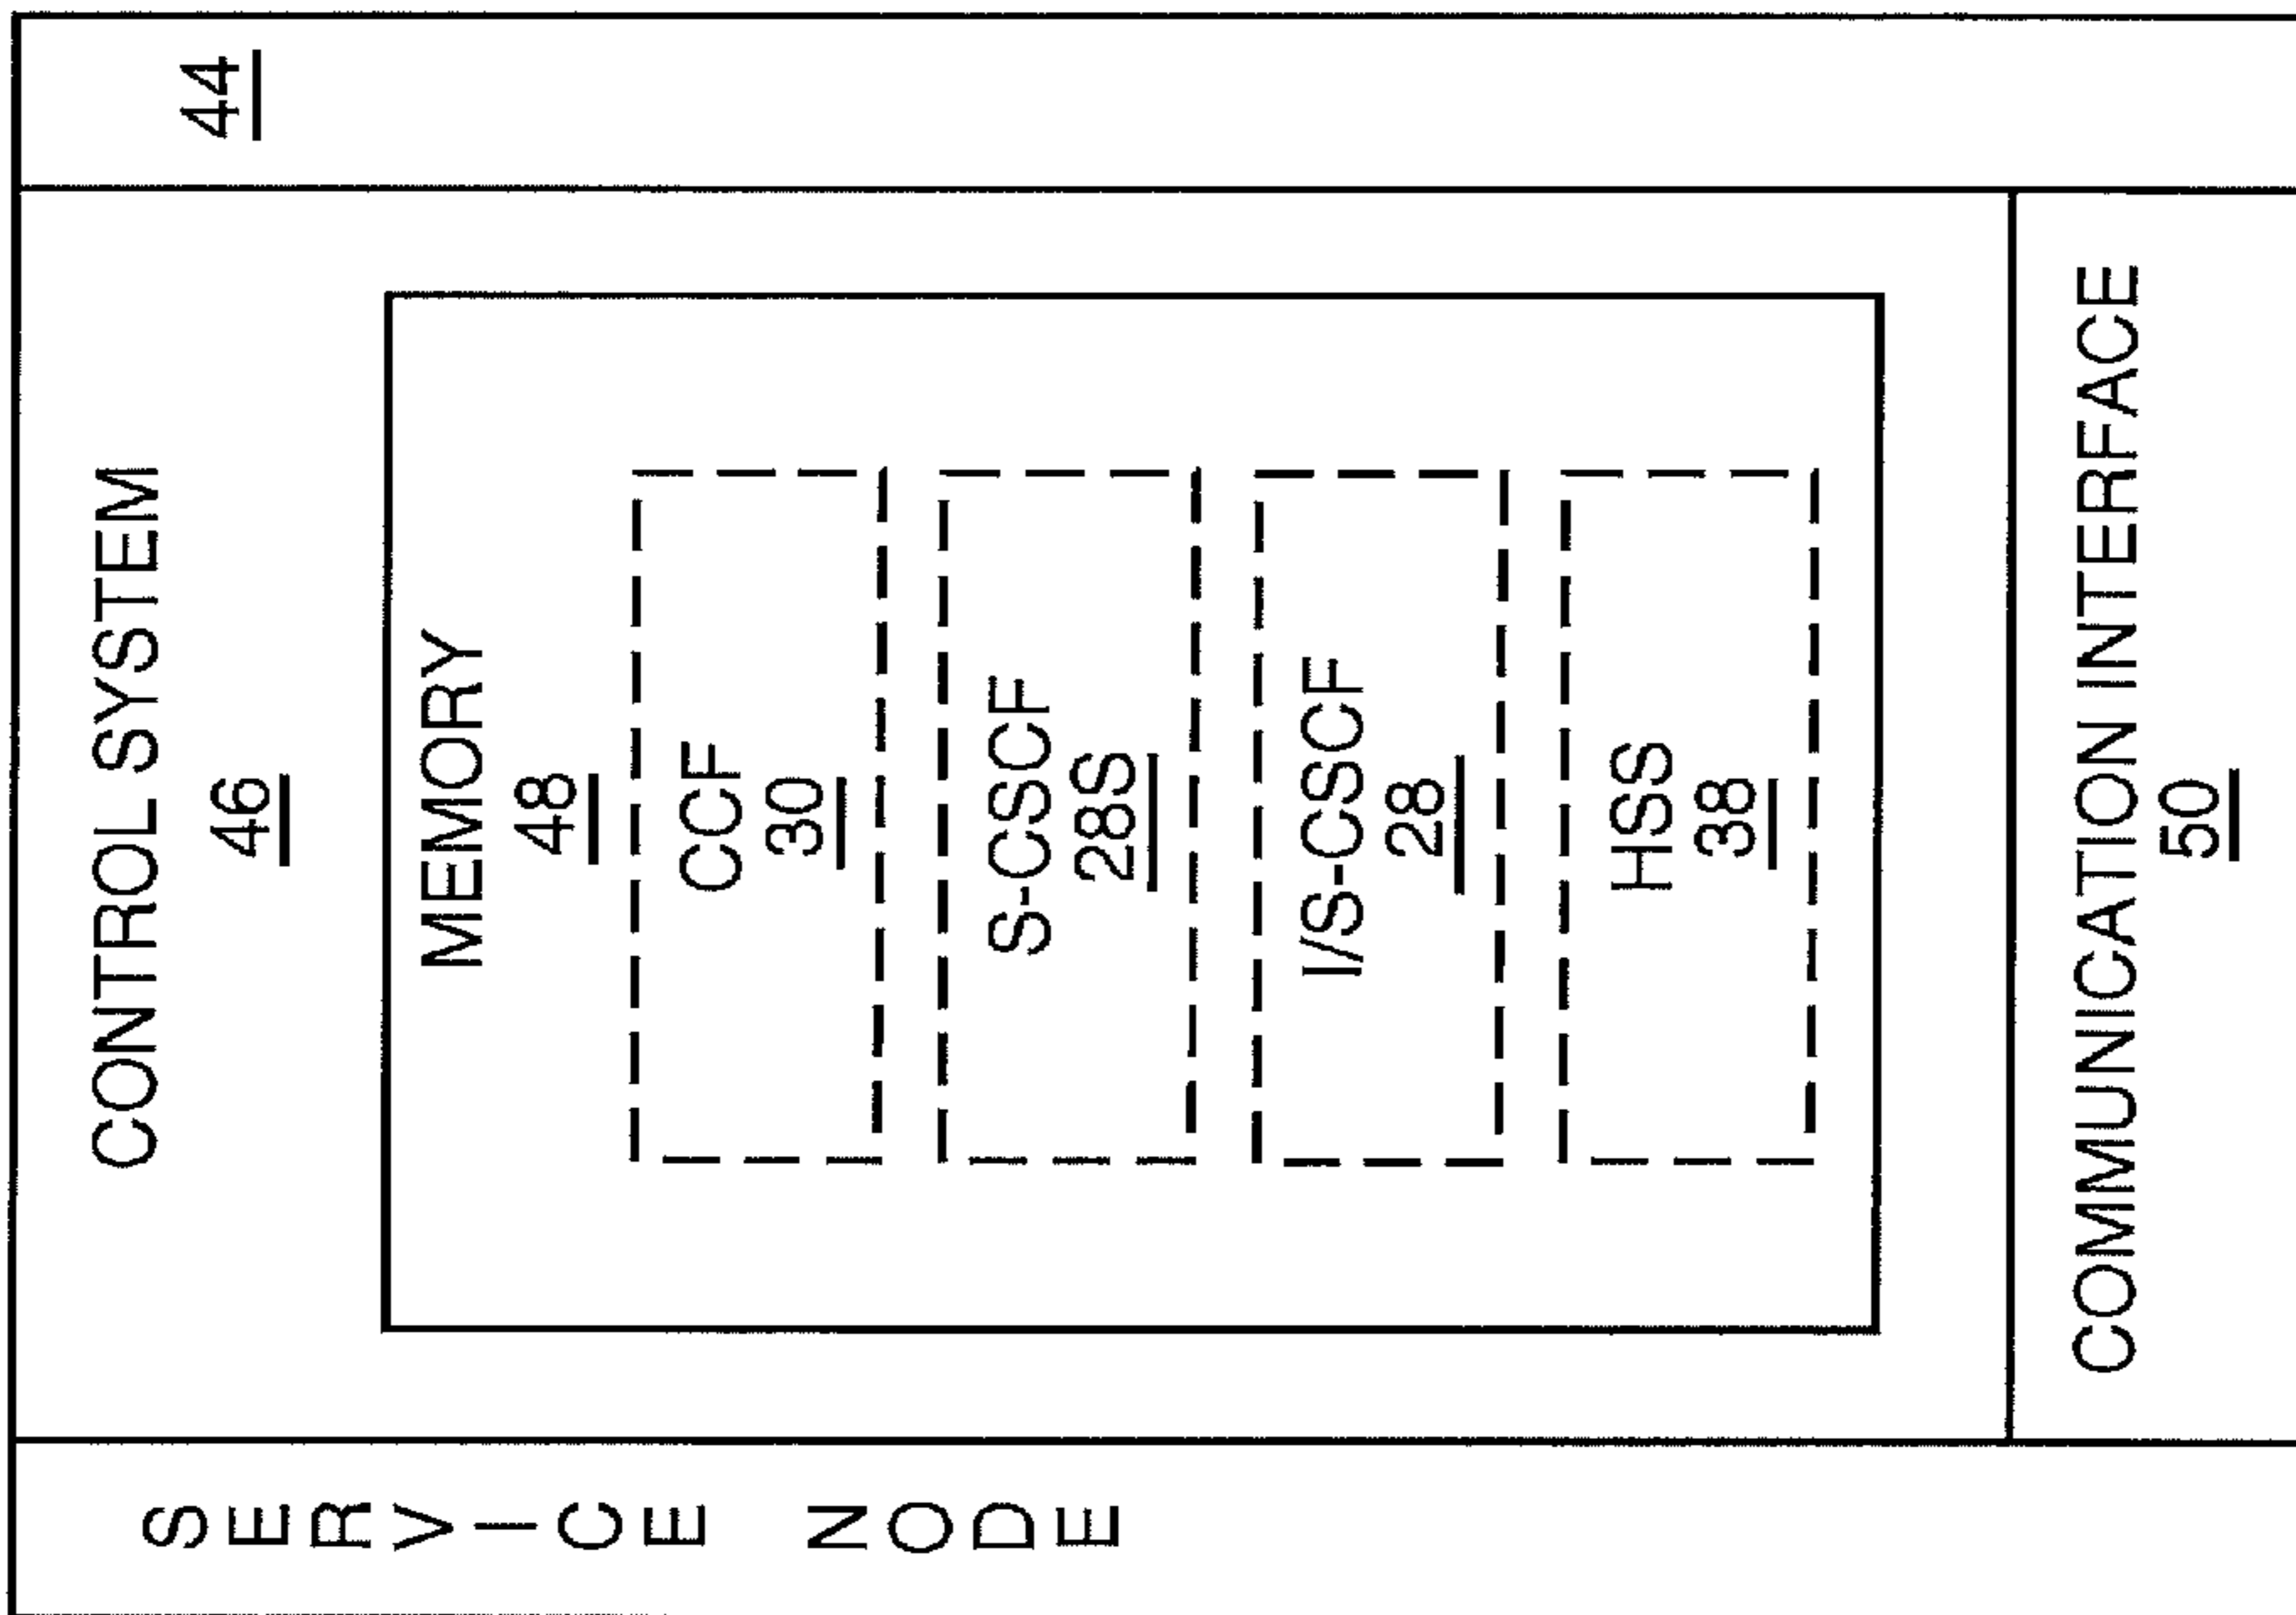 SERVICE NODE
44
CONTROL SYSTEM
46
MEMORY
48
CCF
30
S-CSCF
28S
I/S-CSCF
28
HSS
38
COMMUNICATION INTERFACE
50